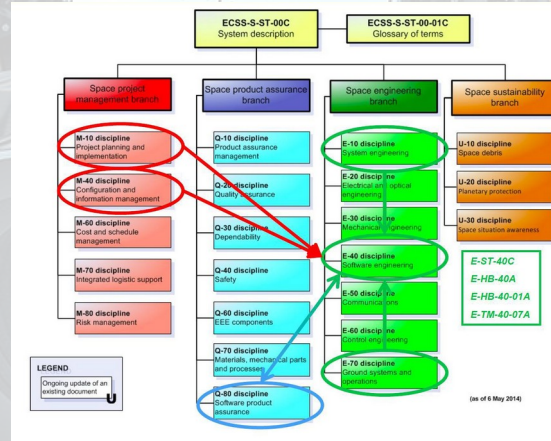 ECSS-S-ST-00C
System description
ECSS-S-ST-00-01C
Glossary of terms
Space project
management branch
M-10 discipline
Project planning and
implementation
M-40 discipline
Configuration and
information management
M-60 discipline
Cost and schedule
management
M-70 discipline
Integrated logistic support
M-80 discipline
Risk management
Space product assurance
branch
Q-10 discipline
Product assurance
management
Q-20 discipline
Quality assurance
Q-30 discipline
Dependability
Q-40 discipline
Safety
Q-60 discipline
EEE components
Q-70 discipline
Materials, mechanical parts
and processes
Q-80 discipline
Software product
assurance
Space engineering
branch
E-10 discipline
System engineering
E-20 discipline
Electrical and optical
engineering
E-30 discipline
Mechanical engineering
E-40 discipline
Software engineering
E-50 discipline
Communications
E-60 discipline
Control engineering
E-70 discipline
Ground systems and
operations
Space sustainability
branch
U-10 discipline
Space debris
U-20 discipline
Planetary protection
U-30 discipline
Space situation awareness
E-ST-40C
E-HB-40A
E-HB-40-01A
E-TM-40-07A
LEGEND
Ongoing update of an
existing document
(as of 6 May 2014)